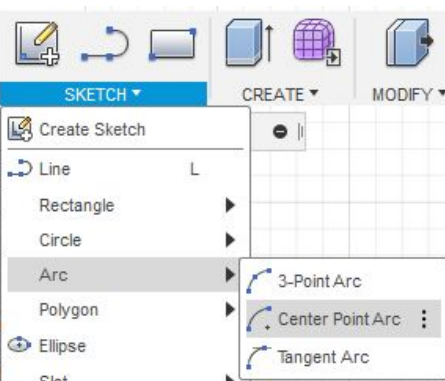 SKETCH CREATE MODIFY
Create Sketch
Line L
Rectangle
Circle
Arc
3-Point Arc
Polygon
Center Point Arc
Ellipse
Tangent Arc
Slot